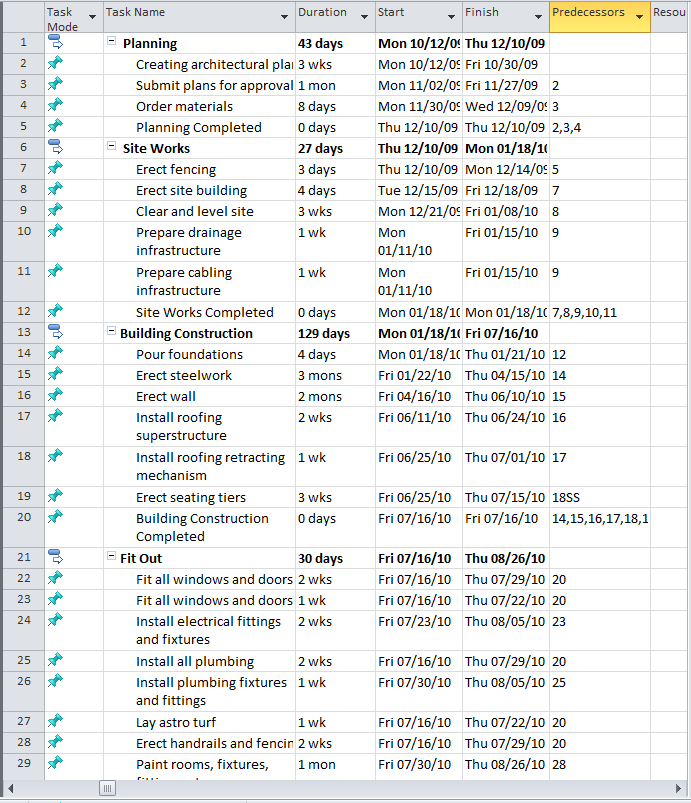 Task Mode Task Name Duration Start Finish Predecessors Resou
1 Planning 43 days Mon 10/12/09 Thu 12/10/09
2 Creating architectural plan 3 wks Mon 10/12/09 Fri 10/30/09
3 Submit plans for approval 1 mon Mon 11/02/09 Fri 11/27/09 2
4 Order materials 8 days Mon 11/30/09 Wed 12/09/09 3
5 Planning Completed 0 days Thu 12/10/09 Thu 12/10/09 2,3,4
6 Site Works 27 days Thu 12/10/09 Mon 01/18/10
7 Erect fencing 3 days Thu 12/10/09 Mon 12/14/09 5
8 Erect site building 4 days Tue 12/15/09 Fri 12/18/09 7
9 Clear and level site 3 wks Mon 12/21/09 Fri 01/08/10 8
10 Prepare drainage 1 wk Mon Fri 01/15/10 9
infrastructure 01/11/10
11 Prepare cabling 1 wk Mon Fri 01/15/10 9
infrastructure 01/11/10
12 Site Works Completed 0 days Mon 01/18/10 Mon 01/18/10 7,8,9,10,11
13 Building Construction 129 days Mon 01/18/10 Fri 07/16/10
14 Pour foundations 4 days Mon 01/18/10 Thu 01/21/10 12
15 Erect steelwork 3 mons Fri 01/22/10 Thu 04/15/10 14
16 Erect wall 2 mons Fri 04/16/10 Thu 06/10/10 15
17 Install roofing 2 wks Fri 06/11/10 Thu 06/24/10 16
superstructure
18 Install roofing retracting 1 wk Fri 06/25/10 Thu 07/01/10 17
mechanism
19 Erect seating tiers 3 wks Fri 06/25/10 Thu 07/15/10 18SS
20 Building Construction 0 days Fri 07/16/10 Fri 07/16/10 14,15,16,17,18,1
Completed
21 Fit Out 30 days Fri 07/16/10 Thu 08/26/10
22 Fit all windows and doors 2 wks Fri 07/16/10 Thu 07/29/10 20
23 Fit all windows and doors 1 wk Fri 07/16/10 Thu 07/22/10 20
24 Install electrical fittings 2 wks Fri 07/23/10 Thu 08/05/10 23
and fixtures
25 Install all plumbing 2 wks Fri 07/16/10 Thu 07/29/10 20
26 Install plumbing fixtures 1 wk Fri 07/30/10 Thu 08/05/10 25
and fittings
27 Lay astro turf 1 wk Fri 07/16/10 Thu 07/22/10 20
28 Erect handrails and fencin 2 wks Fri 07/16/10 Thu 07/29/10 20
29 Paint rooms, fixtures, 1 mon Fri 07/30/10 Thu 08/26/10 28